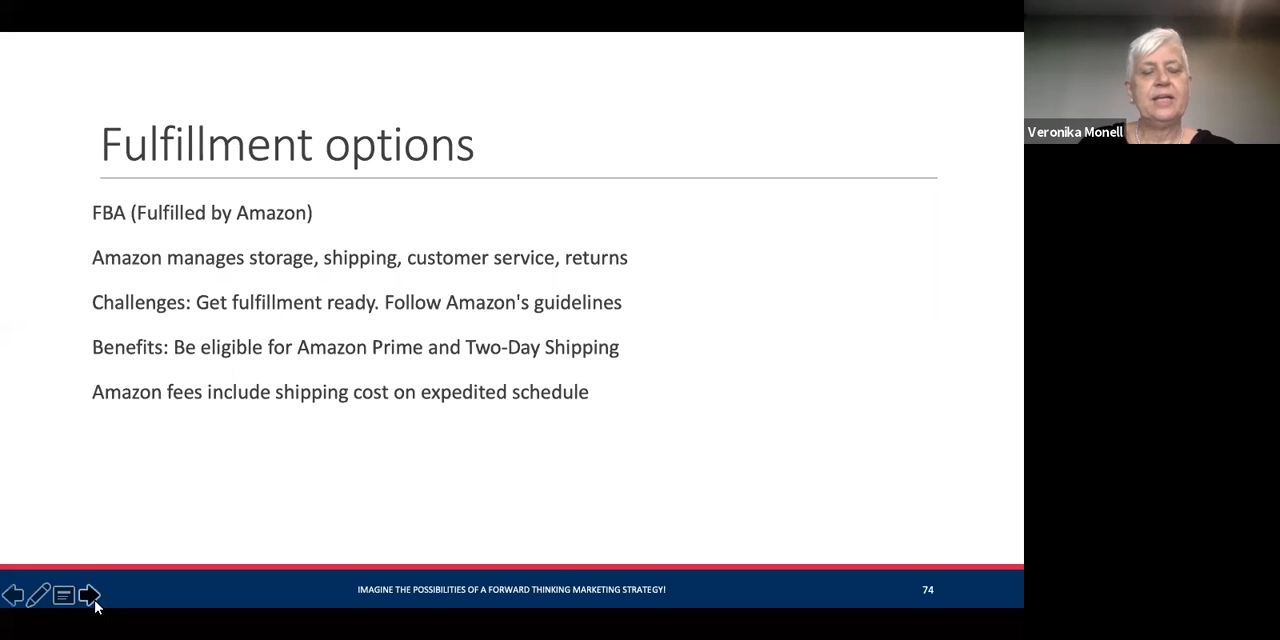 Fulfillment options
FBA (Fulfilled by Amazon)
Amazon manages storage, shipping, customer service, returns
Challenges: Get fulfillment ready. Follow Amazon's guidelines
Benefits: Be eligible for Amazon Prime and Two-Day Shipping
Amazon fees include shipping cost on expedited schedule
IMAGINE THE POSSIBILITIES OF A FORWARD THINKING MARKETING STRATEGY!
74
Veronika Monell